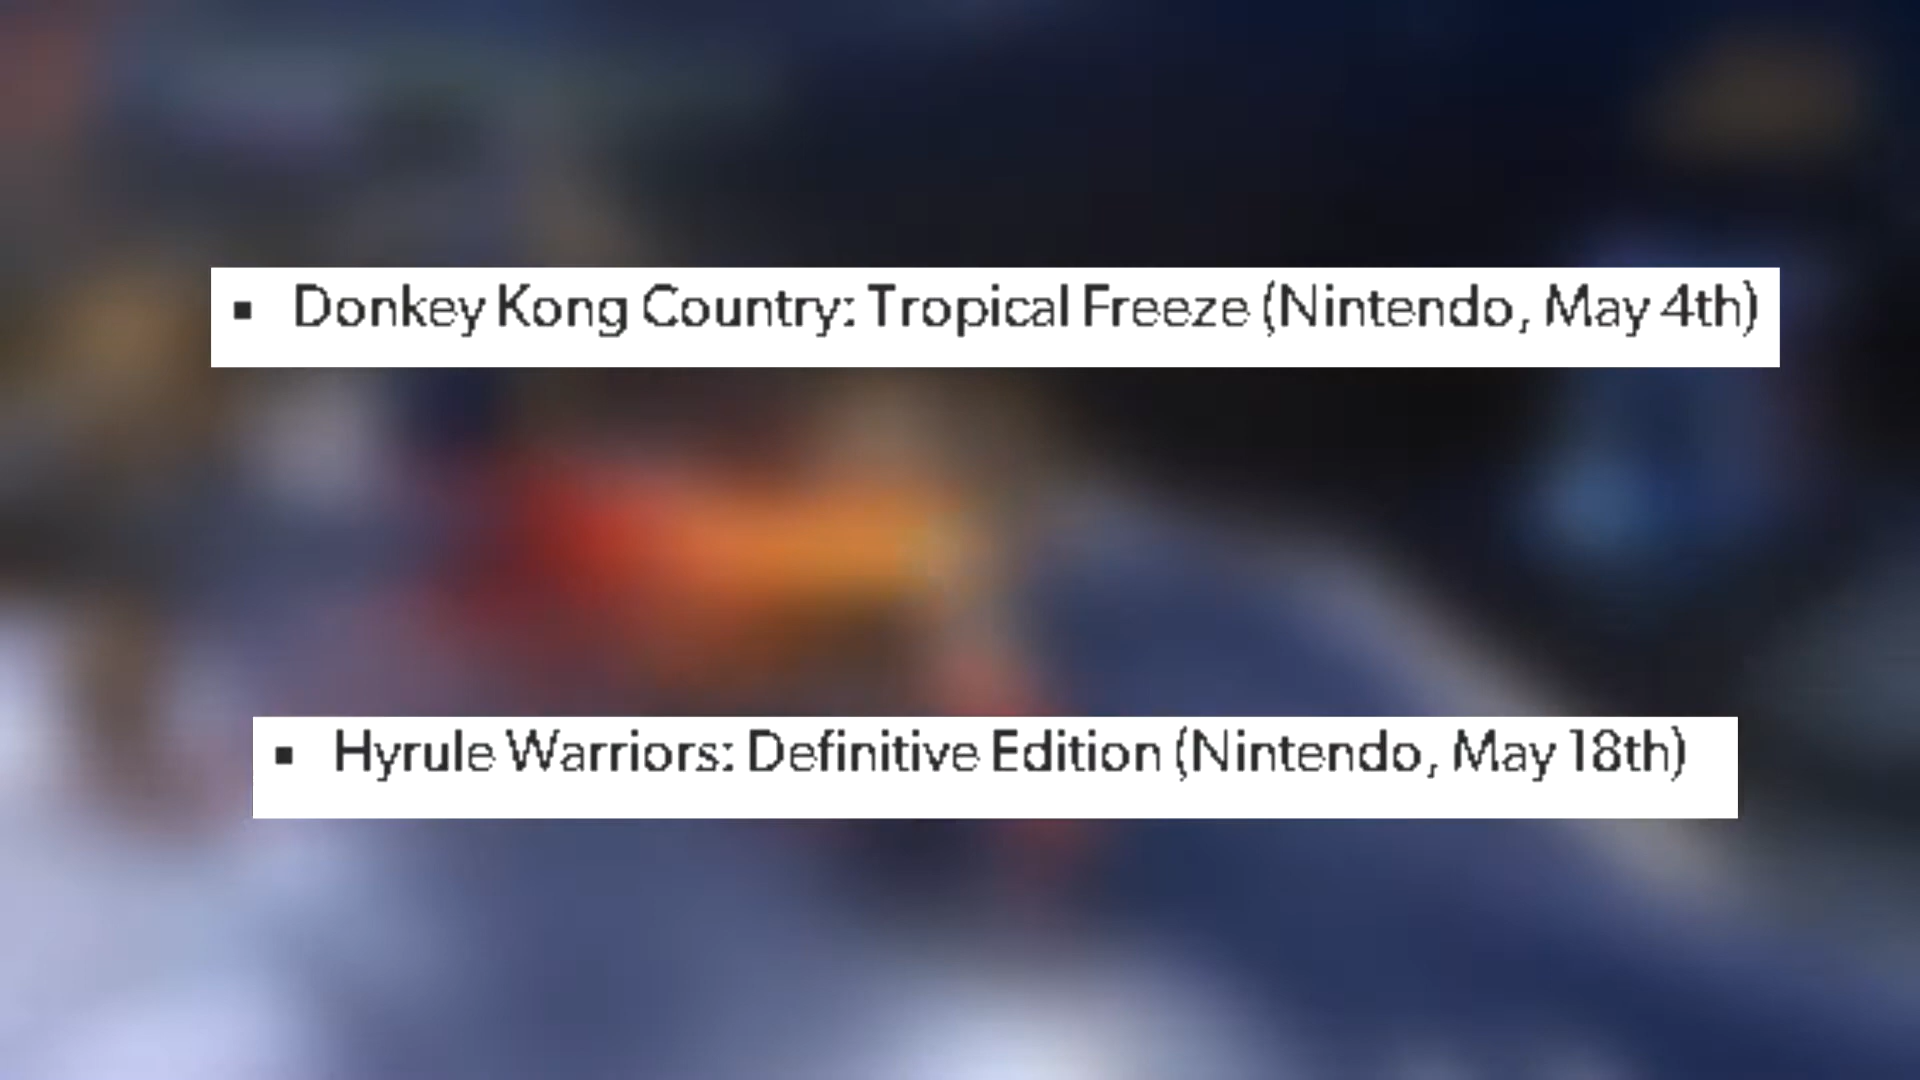 ▪ Donkey Kong Country: Tropical Freeze (Nintendo, May 4th)
▪ Hyrule Warriors: Definitive Edition (Nintendo, May 18th)